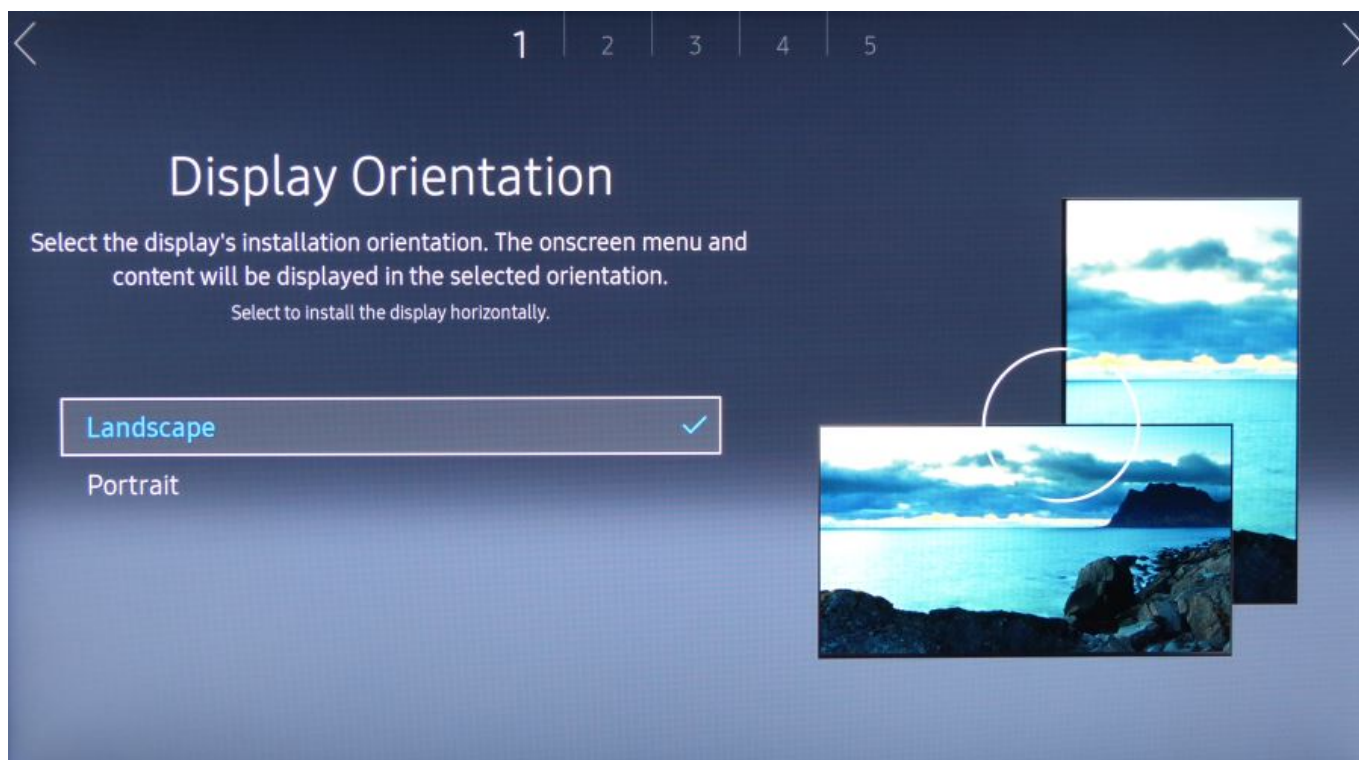 1 2 3 4 5
Display Orientation
Select the display's installation orientation. The onscreen menu and
content will be displayed in the selected orientation.
Select to install the display horizontally.
Landscape
Portrait